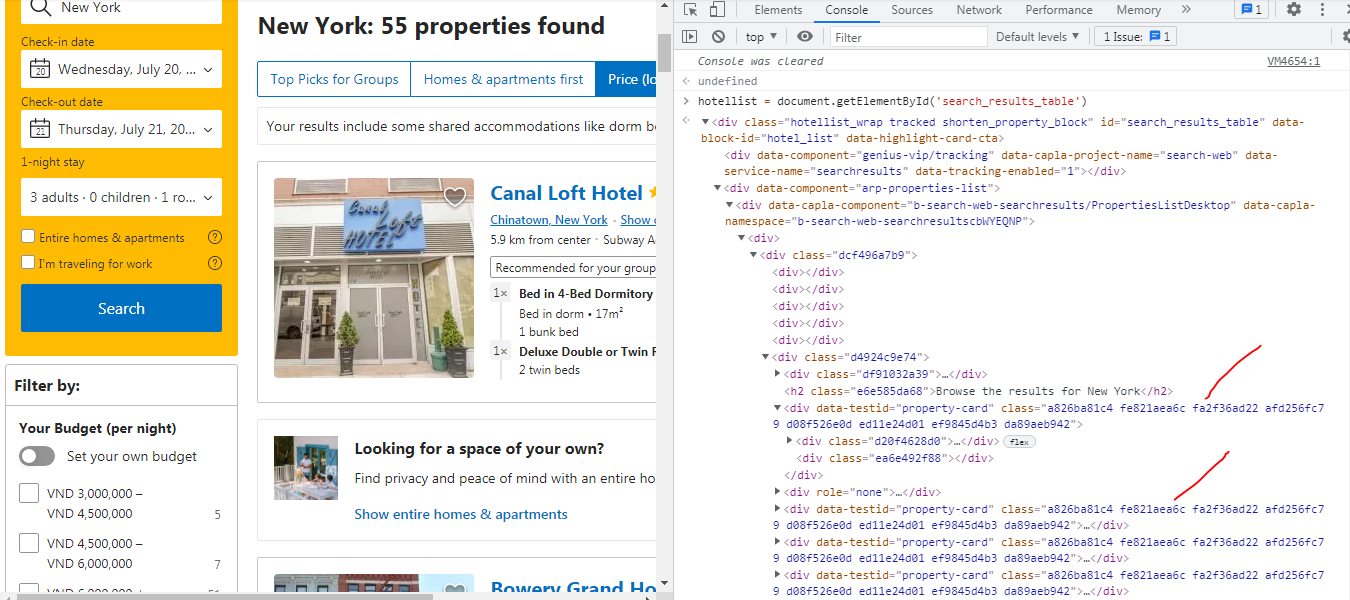 New York
Check-in date
20
Wednesday, July 20, ...
Check-out date
21
Thursday, July 21, 20...
1-night stay
3 adults · 0 children · 1 ro...
Entire homes & apartments
I'm traveling for work
Search
Filter by:
Your Budget (per night)
Set your own budget
VND 3,000,000 –
VND 4,500,000
5
VND 4,500,000 –
VND 6,000,000
7
New York: 55 properties found
Top Picks for Groups
Homes & apartments first
Price (lo
Your results include some shared accommodations like dorm be
Canal Loft HOTEL
Canal Loft Hotel
Chinatown, New York · Show
5.9 km from center · Subway A
Recommended for your group
1× Bed in 4-Bed Dormitory
Bed in dorm • 17m²
1 bunk bed
1× Deluxe Double or Twin R
2 twin beds
Looking for a space of your own?
Find privacy and peace of mind with an entire ho
Show entire homes & apartments
Bowery Grand Ho
Elements
Console
Sources
Network
Performance
Memory
»
1
top ▼
Filter
Default levels ▼
1 Issue: 1
Console was cleared
VM4654:1
undefined
hotellist = document.getElementById('search_results_table')
<div class="hotellist_wrap tracked shorten_property_block" id="search_results_table" data-
block-id="hotel_list" data-highlight-card-cta>
<div data-component="genius-vip/tracking" data-capla-project-name="search-web" data-
service-name="searchresults" data-tracking-enabled="1"></div>
<div data-component="arp-properties-list">
<div data-capla-component="b-search-web-searchresults/PropertiesListDesktop" data-capla-
namespace="b-search-web-searchresultscbWYEQNP">
<div>
<div class="dcf496a7b9">
<div></div>
<div></div>
<div></div>
<div></div>
<div></div>
<div class="d4924c9e74">
<div class="df91032a39">…</div>
<h2 class="e6e585da68">Browse the results for New York</h2>
<div data-testid="property-card" class="a826ba81c4 fe821aea6c fa2f36ad22 afd256fc7
9 d08f526e0d ed11e24d01 ef9845d4b3 da89aeb942">
<div class="d20f4628d0">…</div> flex
<div class="ea6e492f88"></div>
</div>
<div role="none">…</div>
<div data-testid="property-card" class="a826ba81c4 fe821aea6c fa2f36ad22 afd256fc7
9 d08f526e0d ed11e24d01 ef9845d4b3 da89aeb942">…</div>
<div data-testid="property-card" class="a826ba81c4 fe821aea6c fa2f36ad22 afd256fc7
9 d08f526e0d ed11e24d01 ef9845d4b3 da89aeb942">…</div>
<div data-testid="property-card" class="a826ba81c4 fe821aea6c fa2f36ad22 afd256fc7
9 d08f526e0d ed11e24d01 ef9845d4b3 da89aeb942">…</div>